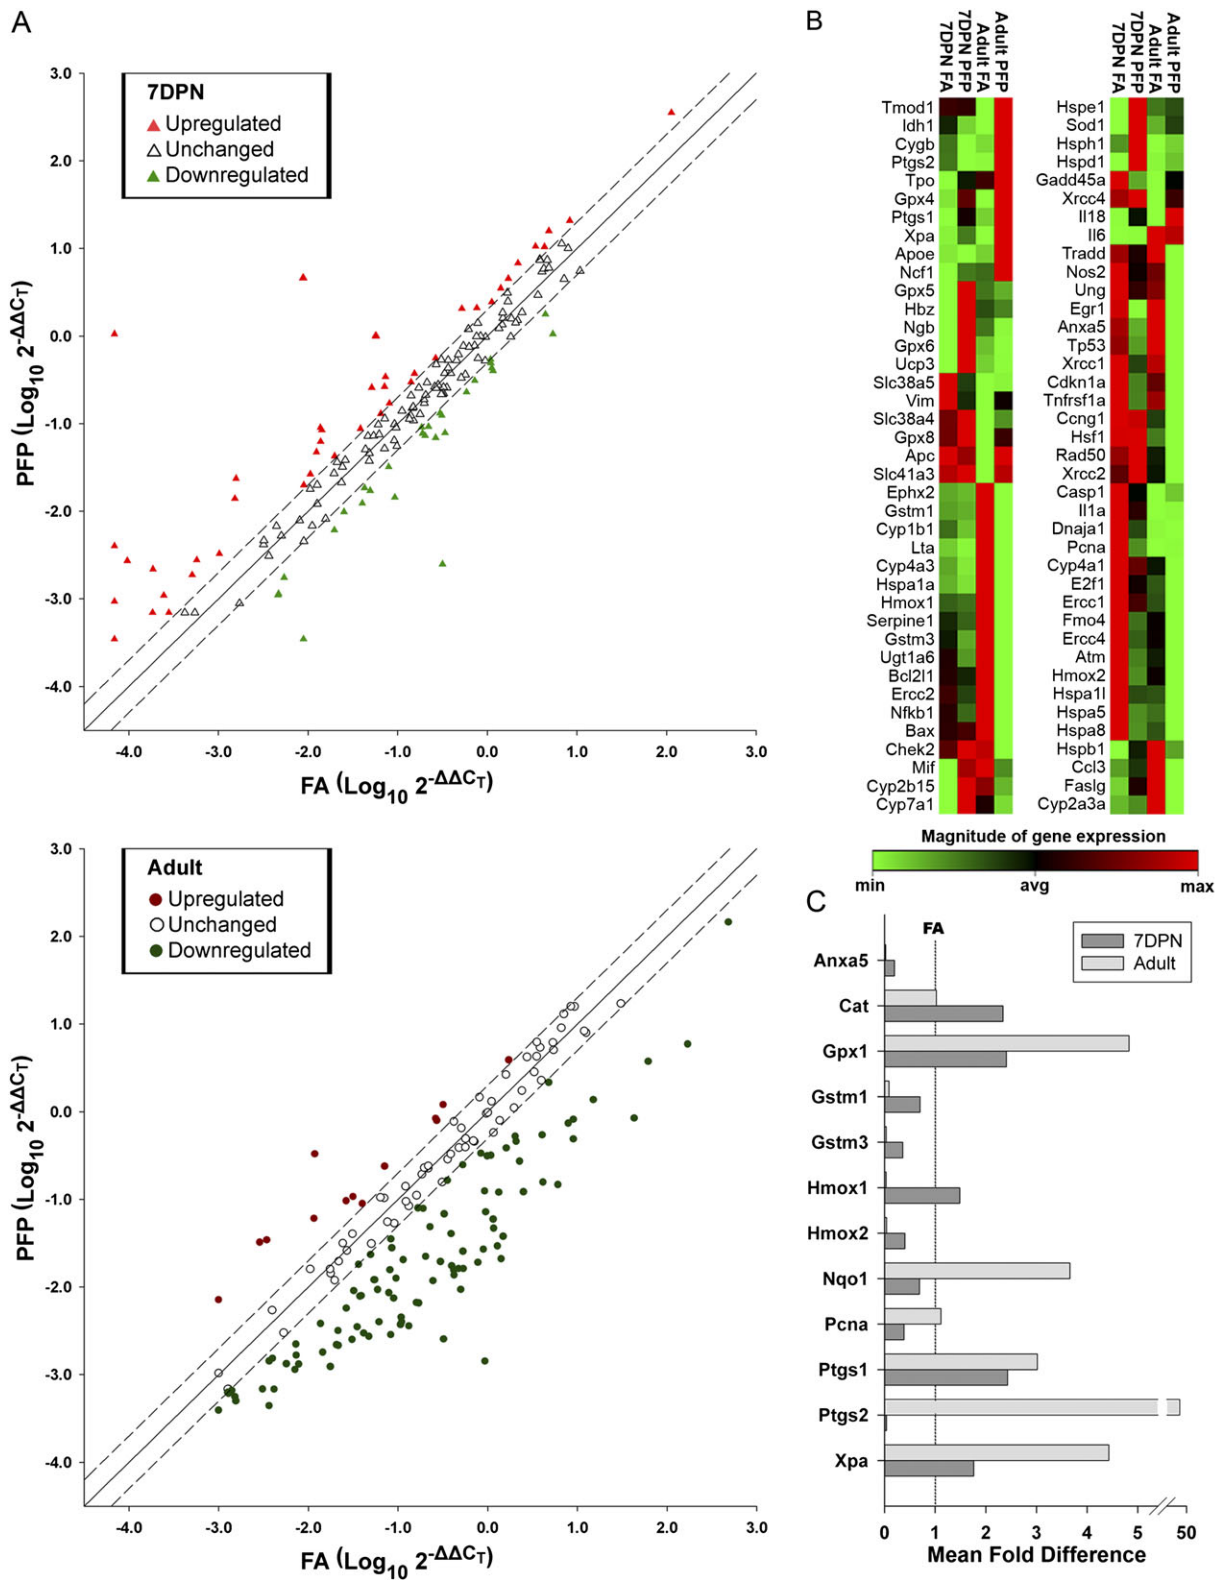 A
7DPN
Upregulated
Unchanged
Downregulated
3.0
2.0
1.0
0.0
-1.0
-2.0
-3.0
-4.0
PFP (Log10 2-ΔΔCT)
-4.0 -3.0 -2.0 -1.0 0.0 1.0 2.0 3.0
FA (Log10 2-ΔΔCT)
Adult
Upregulated
Unchanged
Downregulated
3.0
2.0
1.0
0.0
-1.0
-2.0
-3.0
-4.0
PFP (Log10 2-ΔΔCT)
-4.0 -3.0 -2.0 -1.0 0.0 1.0 2.0 3.0
FA (Log10 2-ΔΔCT)
B
7DPN FA
7DPN PFP
Adult FA
Adult PFP
Tmod1
Idh1
Cygb
Ptgs2
Tpo
Gpx4
Ptgs1
Xpa
Apoe
Ncf1
Gpx5
Hbz
Ngb
Gpx6
Ucp3
Slc38a5
Vim
Slc38a4
Gpx8
Apc
Slc41a3
Ephx2
Gstm1
Cyp1b1
Lta
Cyp4a3
Hspa1a
Hmox1
Serpine1
Gstm3
Ugt1a6
Bcl2l1
Ercc2
Nfkb1
Bax
Chek2
Mif
Cyp2b15
Cyp7a1
7DPN FA
7DPN PFP
Adult FA
Adult PFP
Hspe1
Sod1
Hsph1
Hspd1
Gadd45a
Xrcc4
Il18
Il6
Tradd
Nos2
Ung
Egr1
Anxa5
Tp53
Xrcc1
Cdkn1a
Tnfrsf1a
Ccng1
Hsf1
Rad50
Xrcc2
Casp1
Il1a
Dnaja1
Pcna
Cyp4a1
E2f1
Ercc1
Fmo4
Ercc4
Atm
Hmox2
Hspa1l
Hspa5
Hspa8
Hspb1
Ccl3
Faslg
Cyp2a3a
Magnitude of gene expression
min avg max
C
FA
7DPN
Adult
Anxa5
Cat
Gpx1
Gstm1
Gstm3
Hmox1
Hmox2
Nqo1
Pcna
Ptgs1
Ptgs2
Xpa
0 1 2 3 4 5 50
Mean Fold Difference